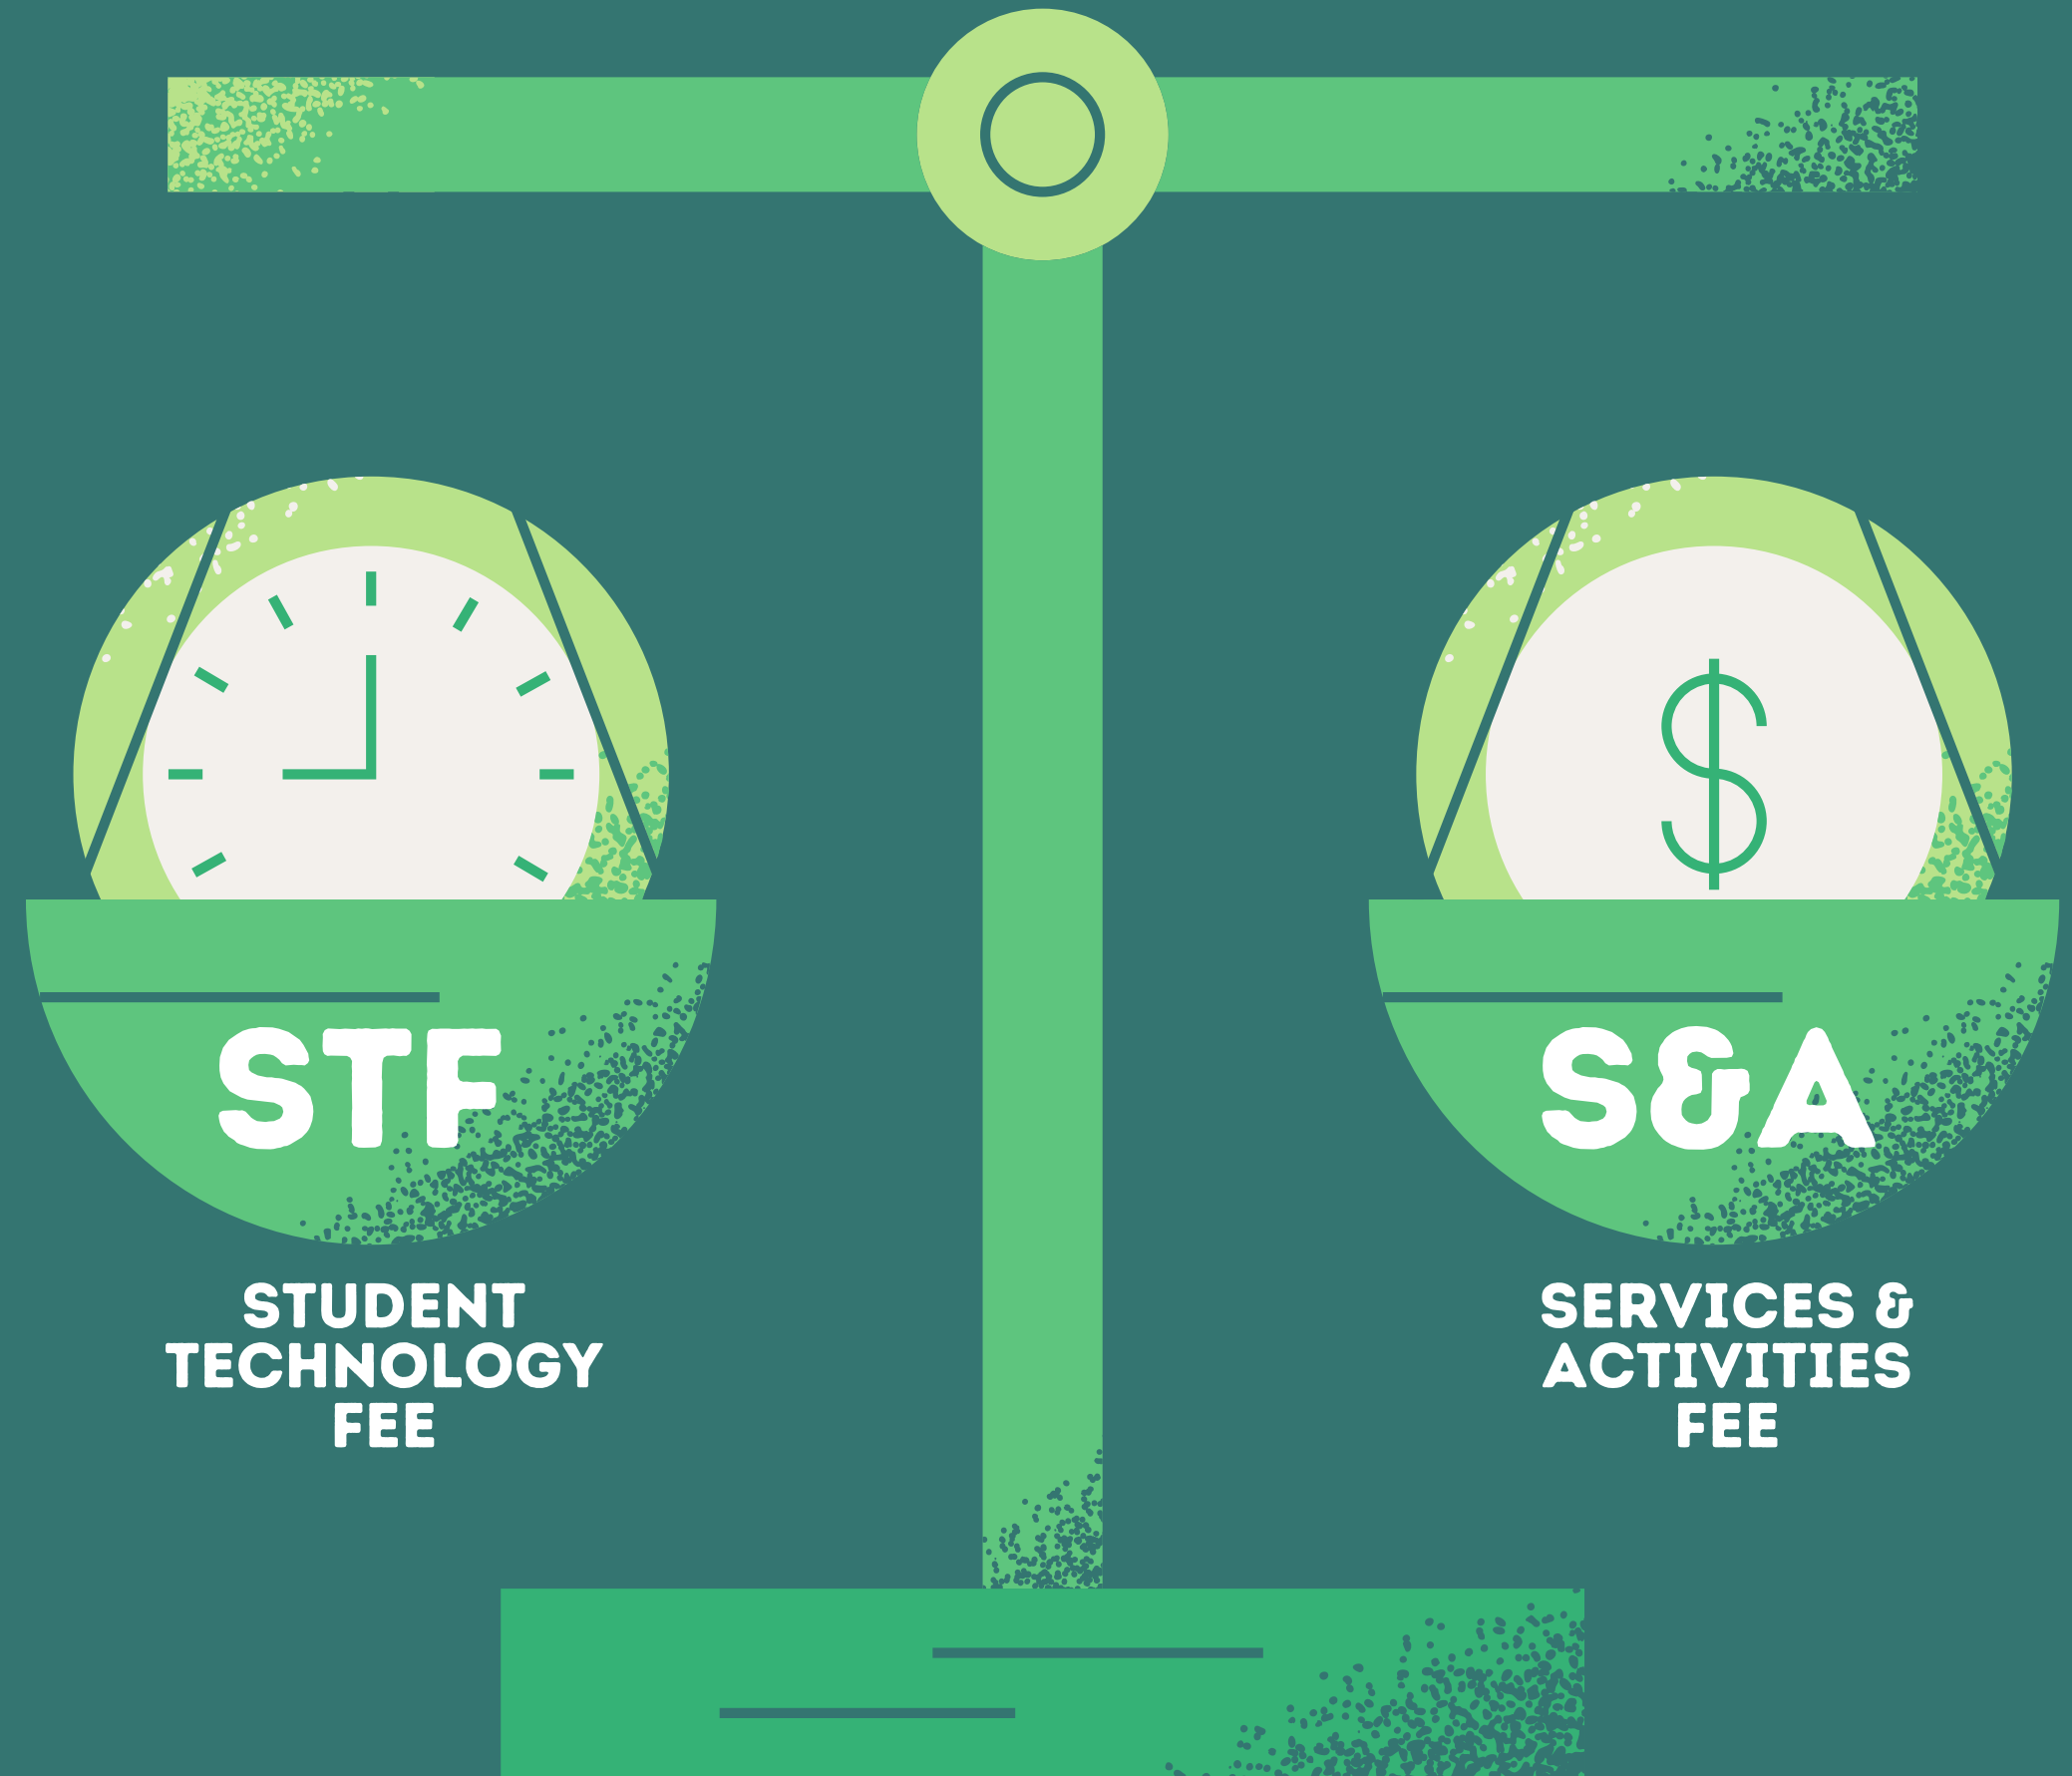 STF
STUDENT
TECHNOLOGY
FEE
$
S&A
SERVICES &
ACTIVITIES
FEE